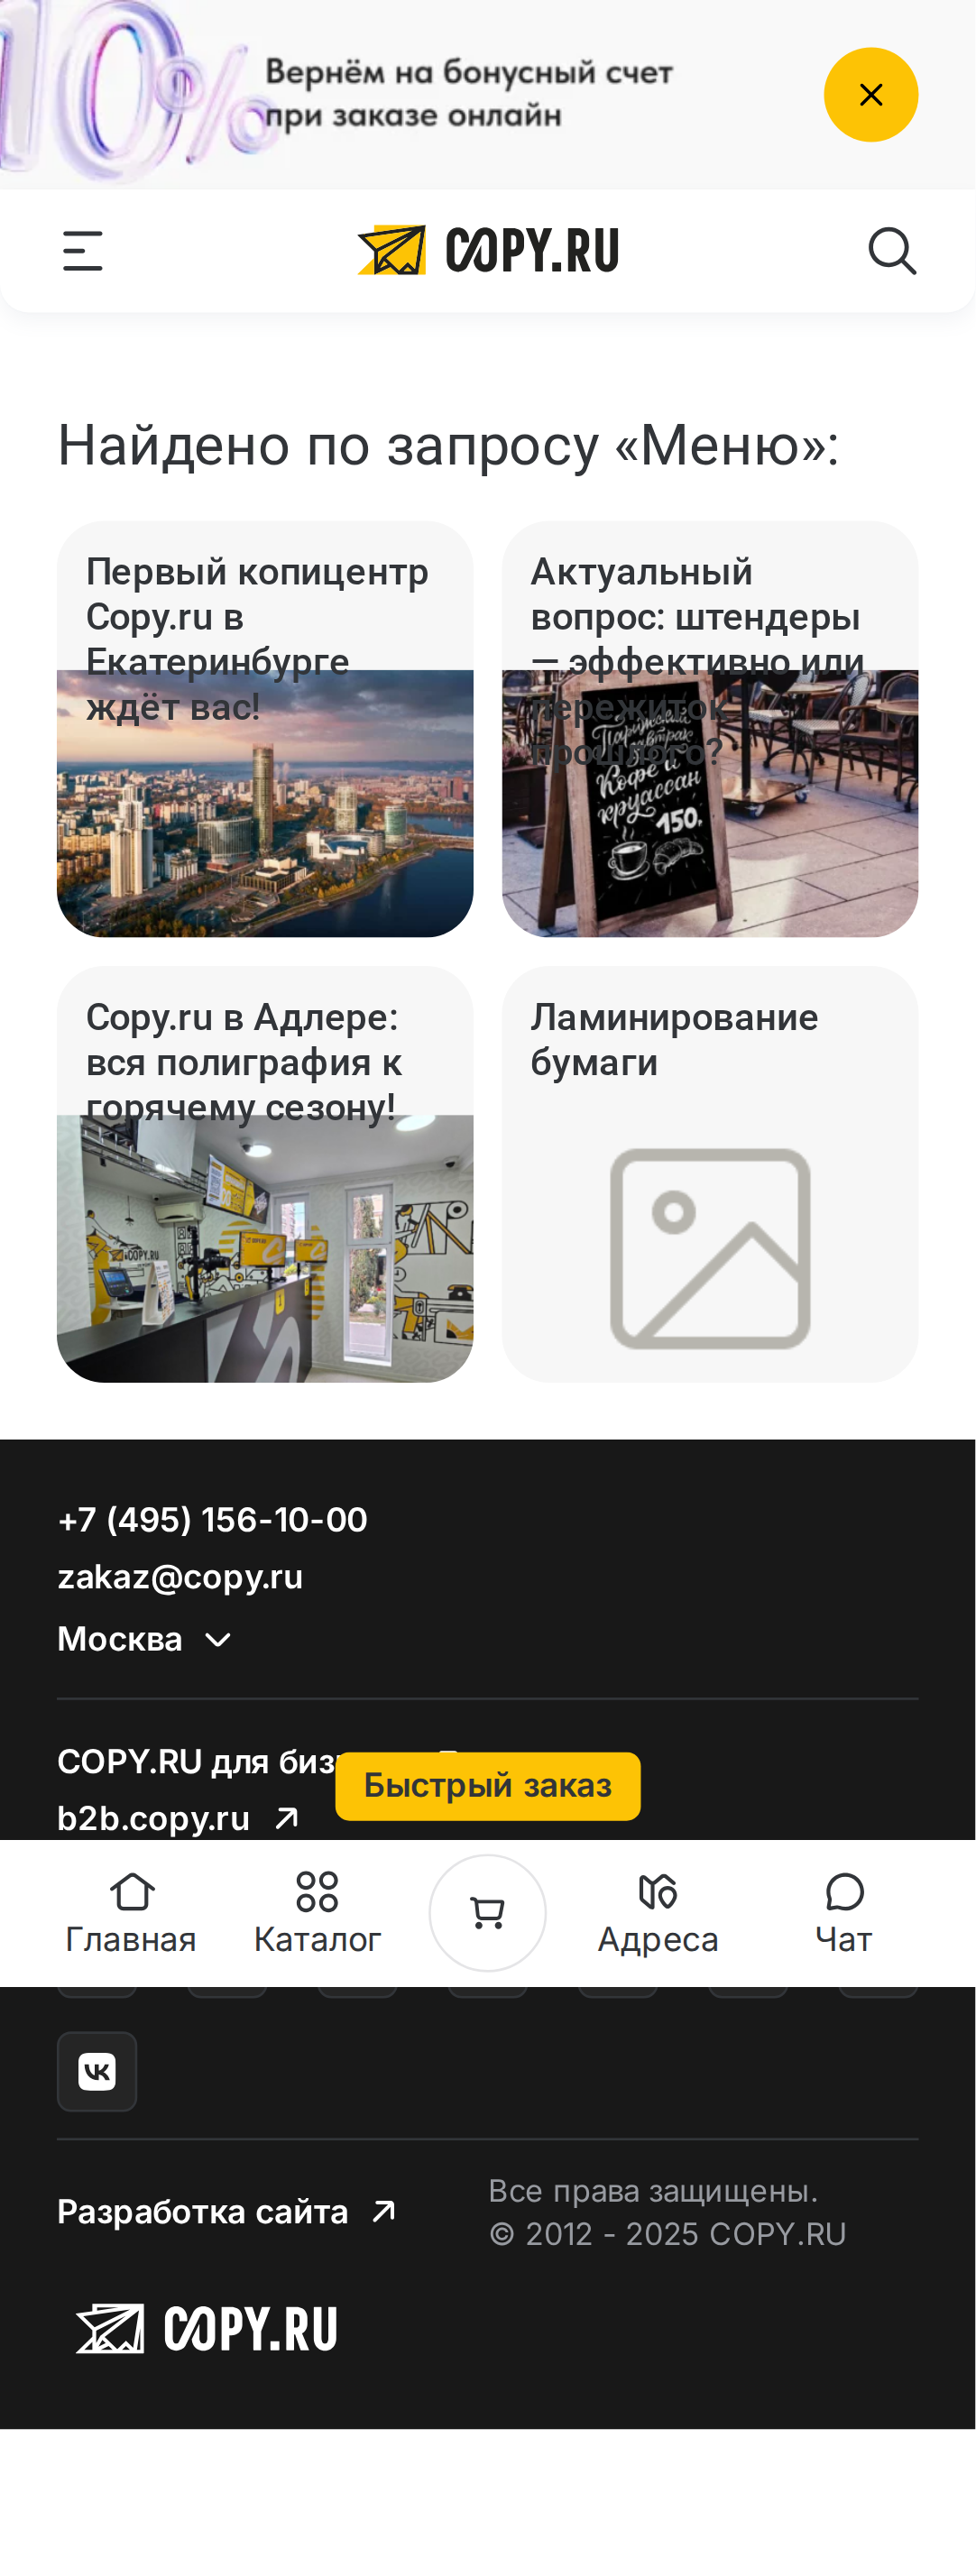 10%
Вернём на бонусный счет
при заказе онлайн
COPY.RU
Найдено по запросу «Меню»:
Первый копицентр
Copy.ru в
Екатеринбурге
ждёт вас!
Актуальный
вопрос: штендеры
— эффективно или
пережиток
прошлого?
Парижский
завтрак
Кофе и
круассан
150.
Copy.ru в Адлере:
вся полиграфия к
горячему сезону!
COPY.RU
Ламинирование
бумаги
+7 (495) 156-10-00
zakaz@copy.ru
Москва
COPY.RU для биз
b2b.copy.ru
Быстрый заказ
Главная
Каталог
Адреса
Чат
Разработка сайта
Все права защищены.
© 2012 - 2025 COPY.RU
COPY.RU